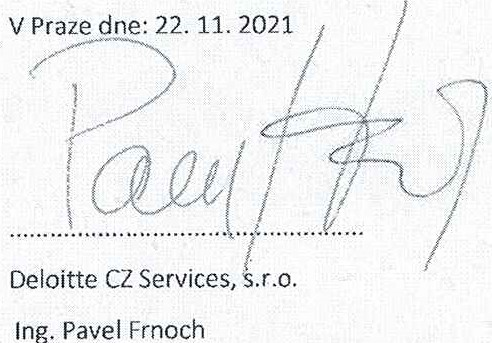 V Praze dne: 22. 11. 2021
Deloitte CZ Services, s.r.o.
Ing. Pavel Frnoch